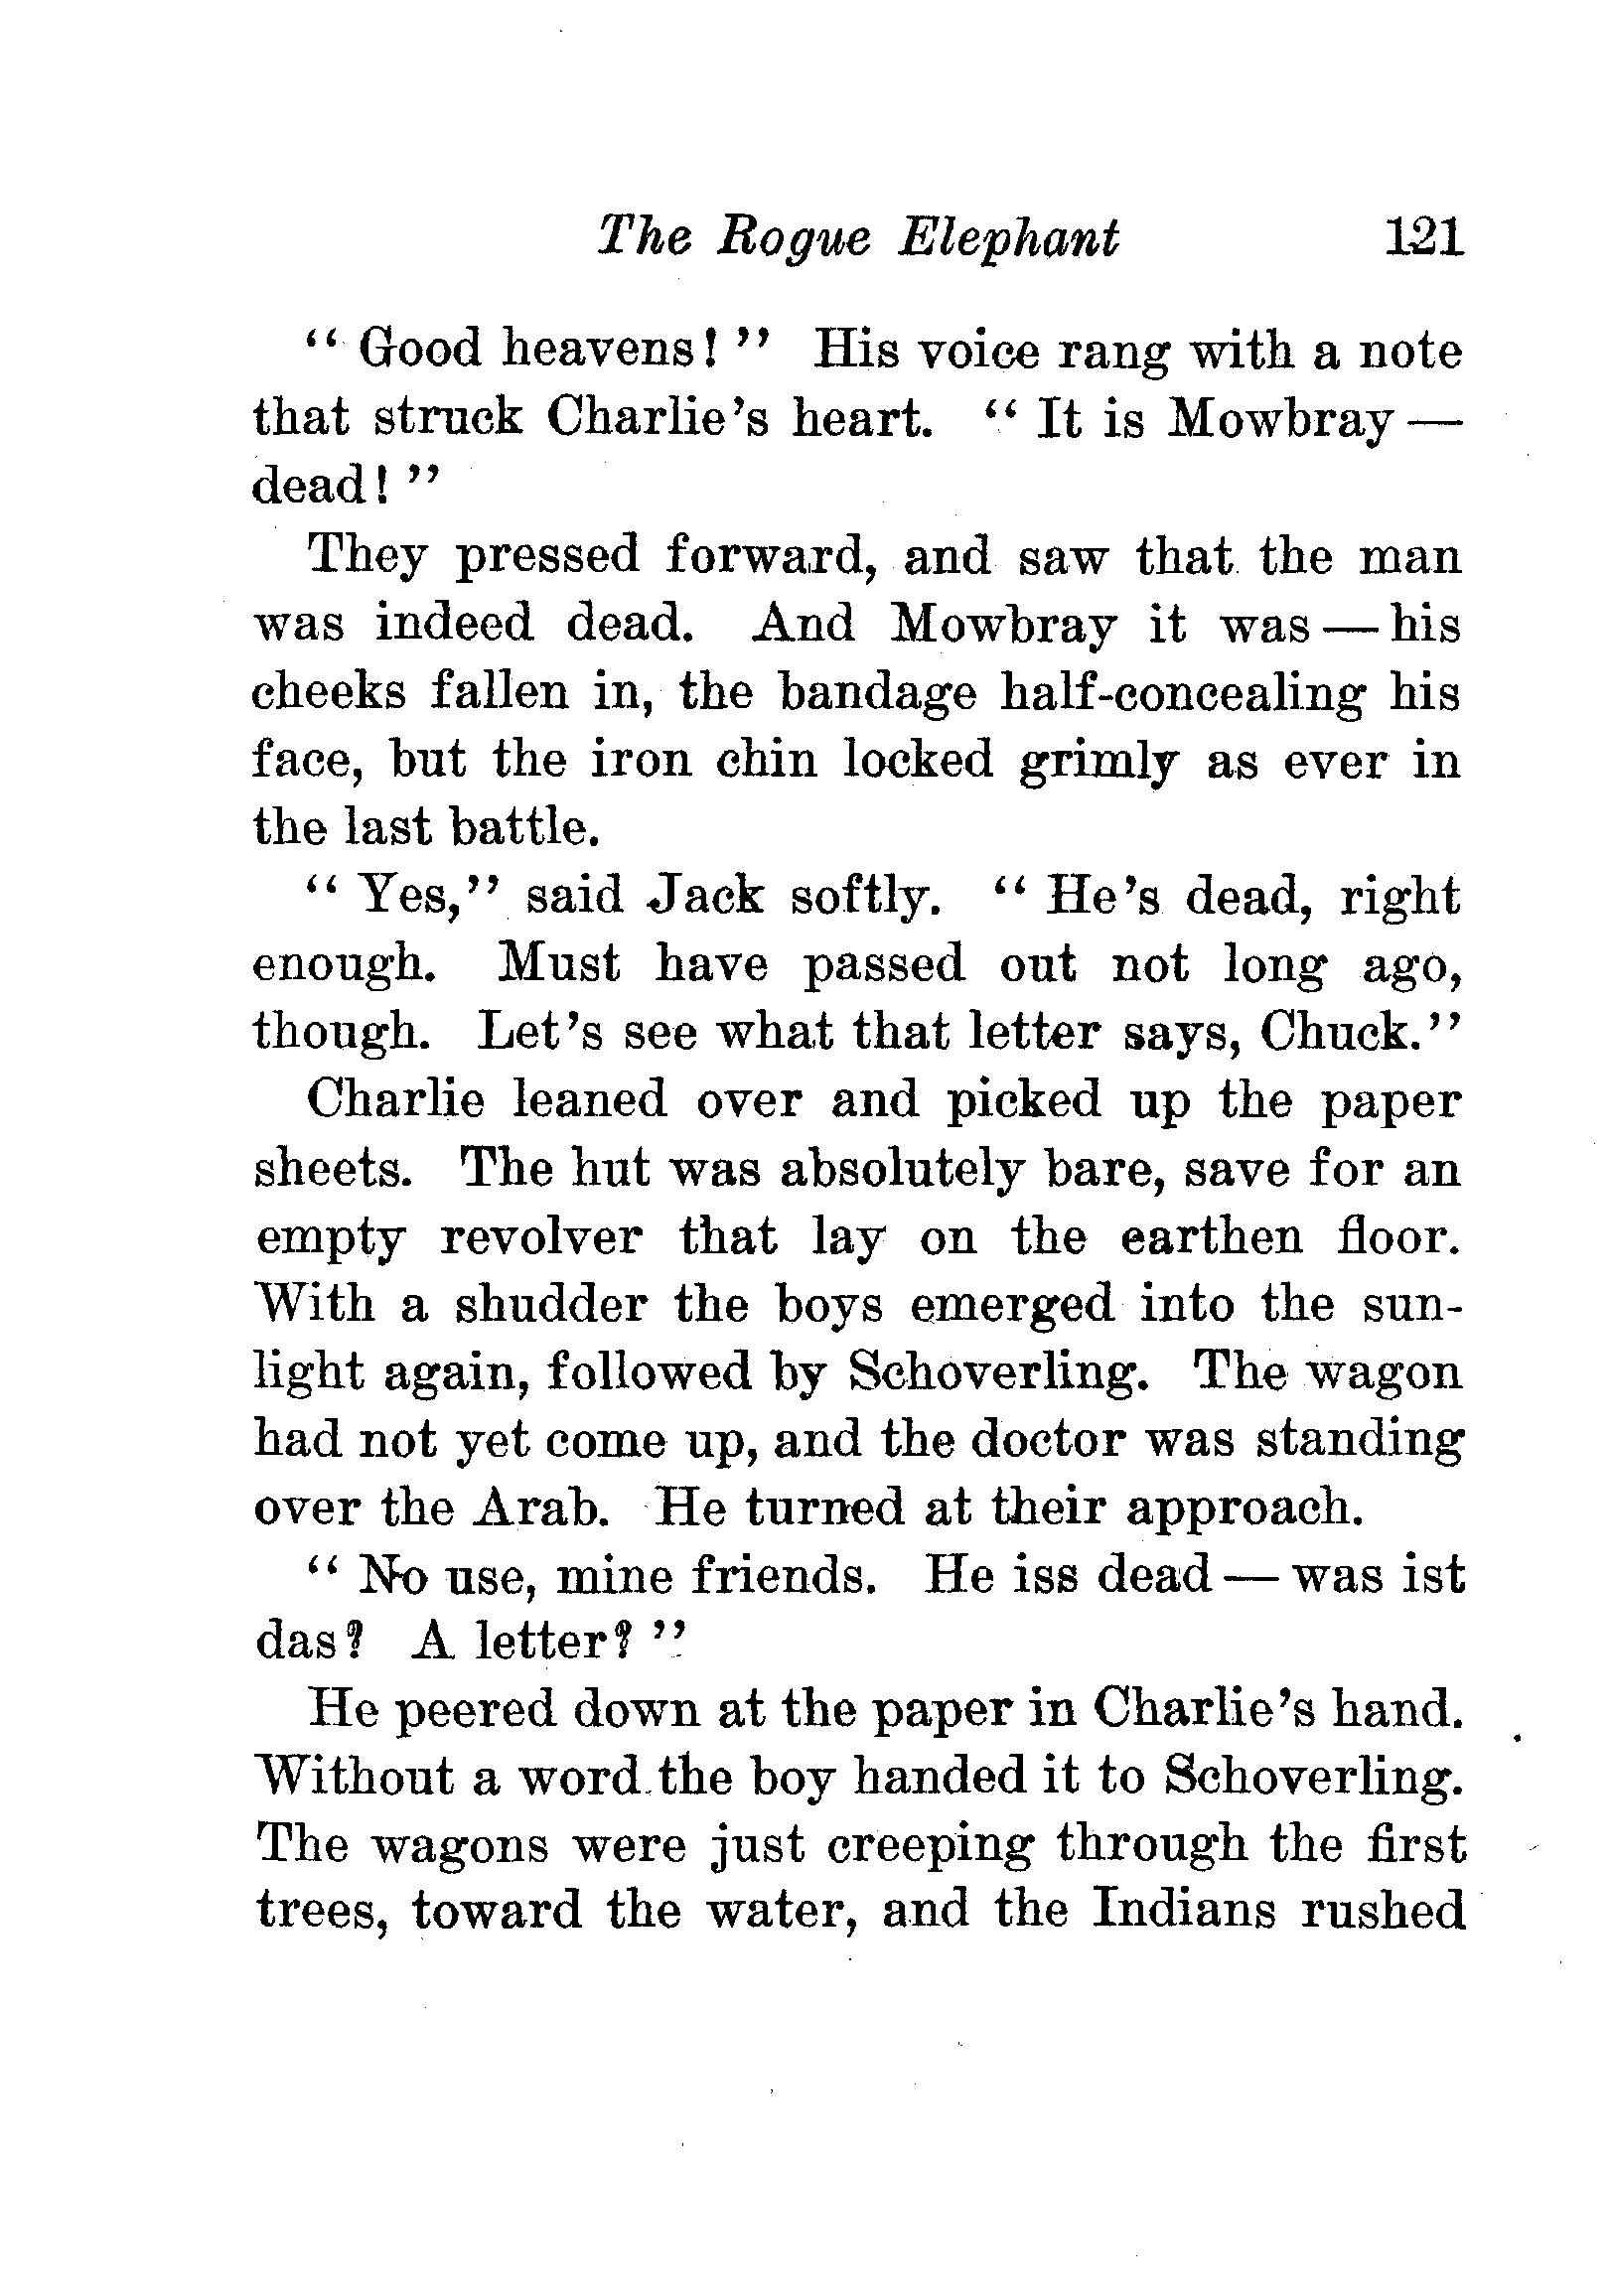 The Rogue Elephant 121
“ Good heavens! ” His voice rang with a note
that struck Charlie’s heart. “ It is Mowbray —
dead! ”
They pressed forward, and saw that the man
was indeed dead. And Mowbray it was — his
cheeks fallen in, the bandage half-concealing his
face, but the iron chin locked grimly as ever in
the last battle.
“ Yes,” said Jack softly. “ He’s dead, right
enough. Must have passed out not long ago,
though. Let’s see what that letter says, Chuck.”
Charlie leaned over and picked up the paper
sheets. The hut was absolutely bare, save for an
empty revolver that lay on the earthen floor.
With a shudder the boys emerged into the sun-
light again, followed by Schoverling. The wagon
had not yet come up, and the doctor was standing
over the Arab. He turned at their approach.
“ No use, mine friends. He iss dead — was ist
das? A letter? ”
He peered down at the paper in Charlie’s hand.
Without a word the boy handed it to Schoverling.
The wagons were just creeping through the first
trees, toward the water, and the Indians rushed